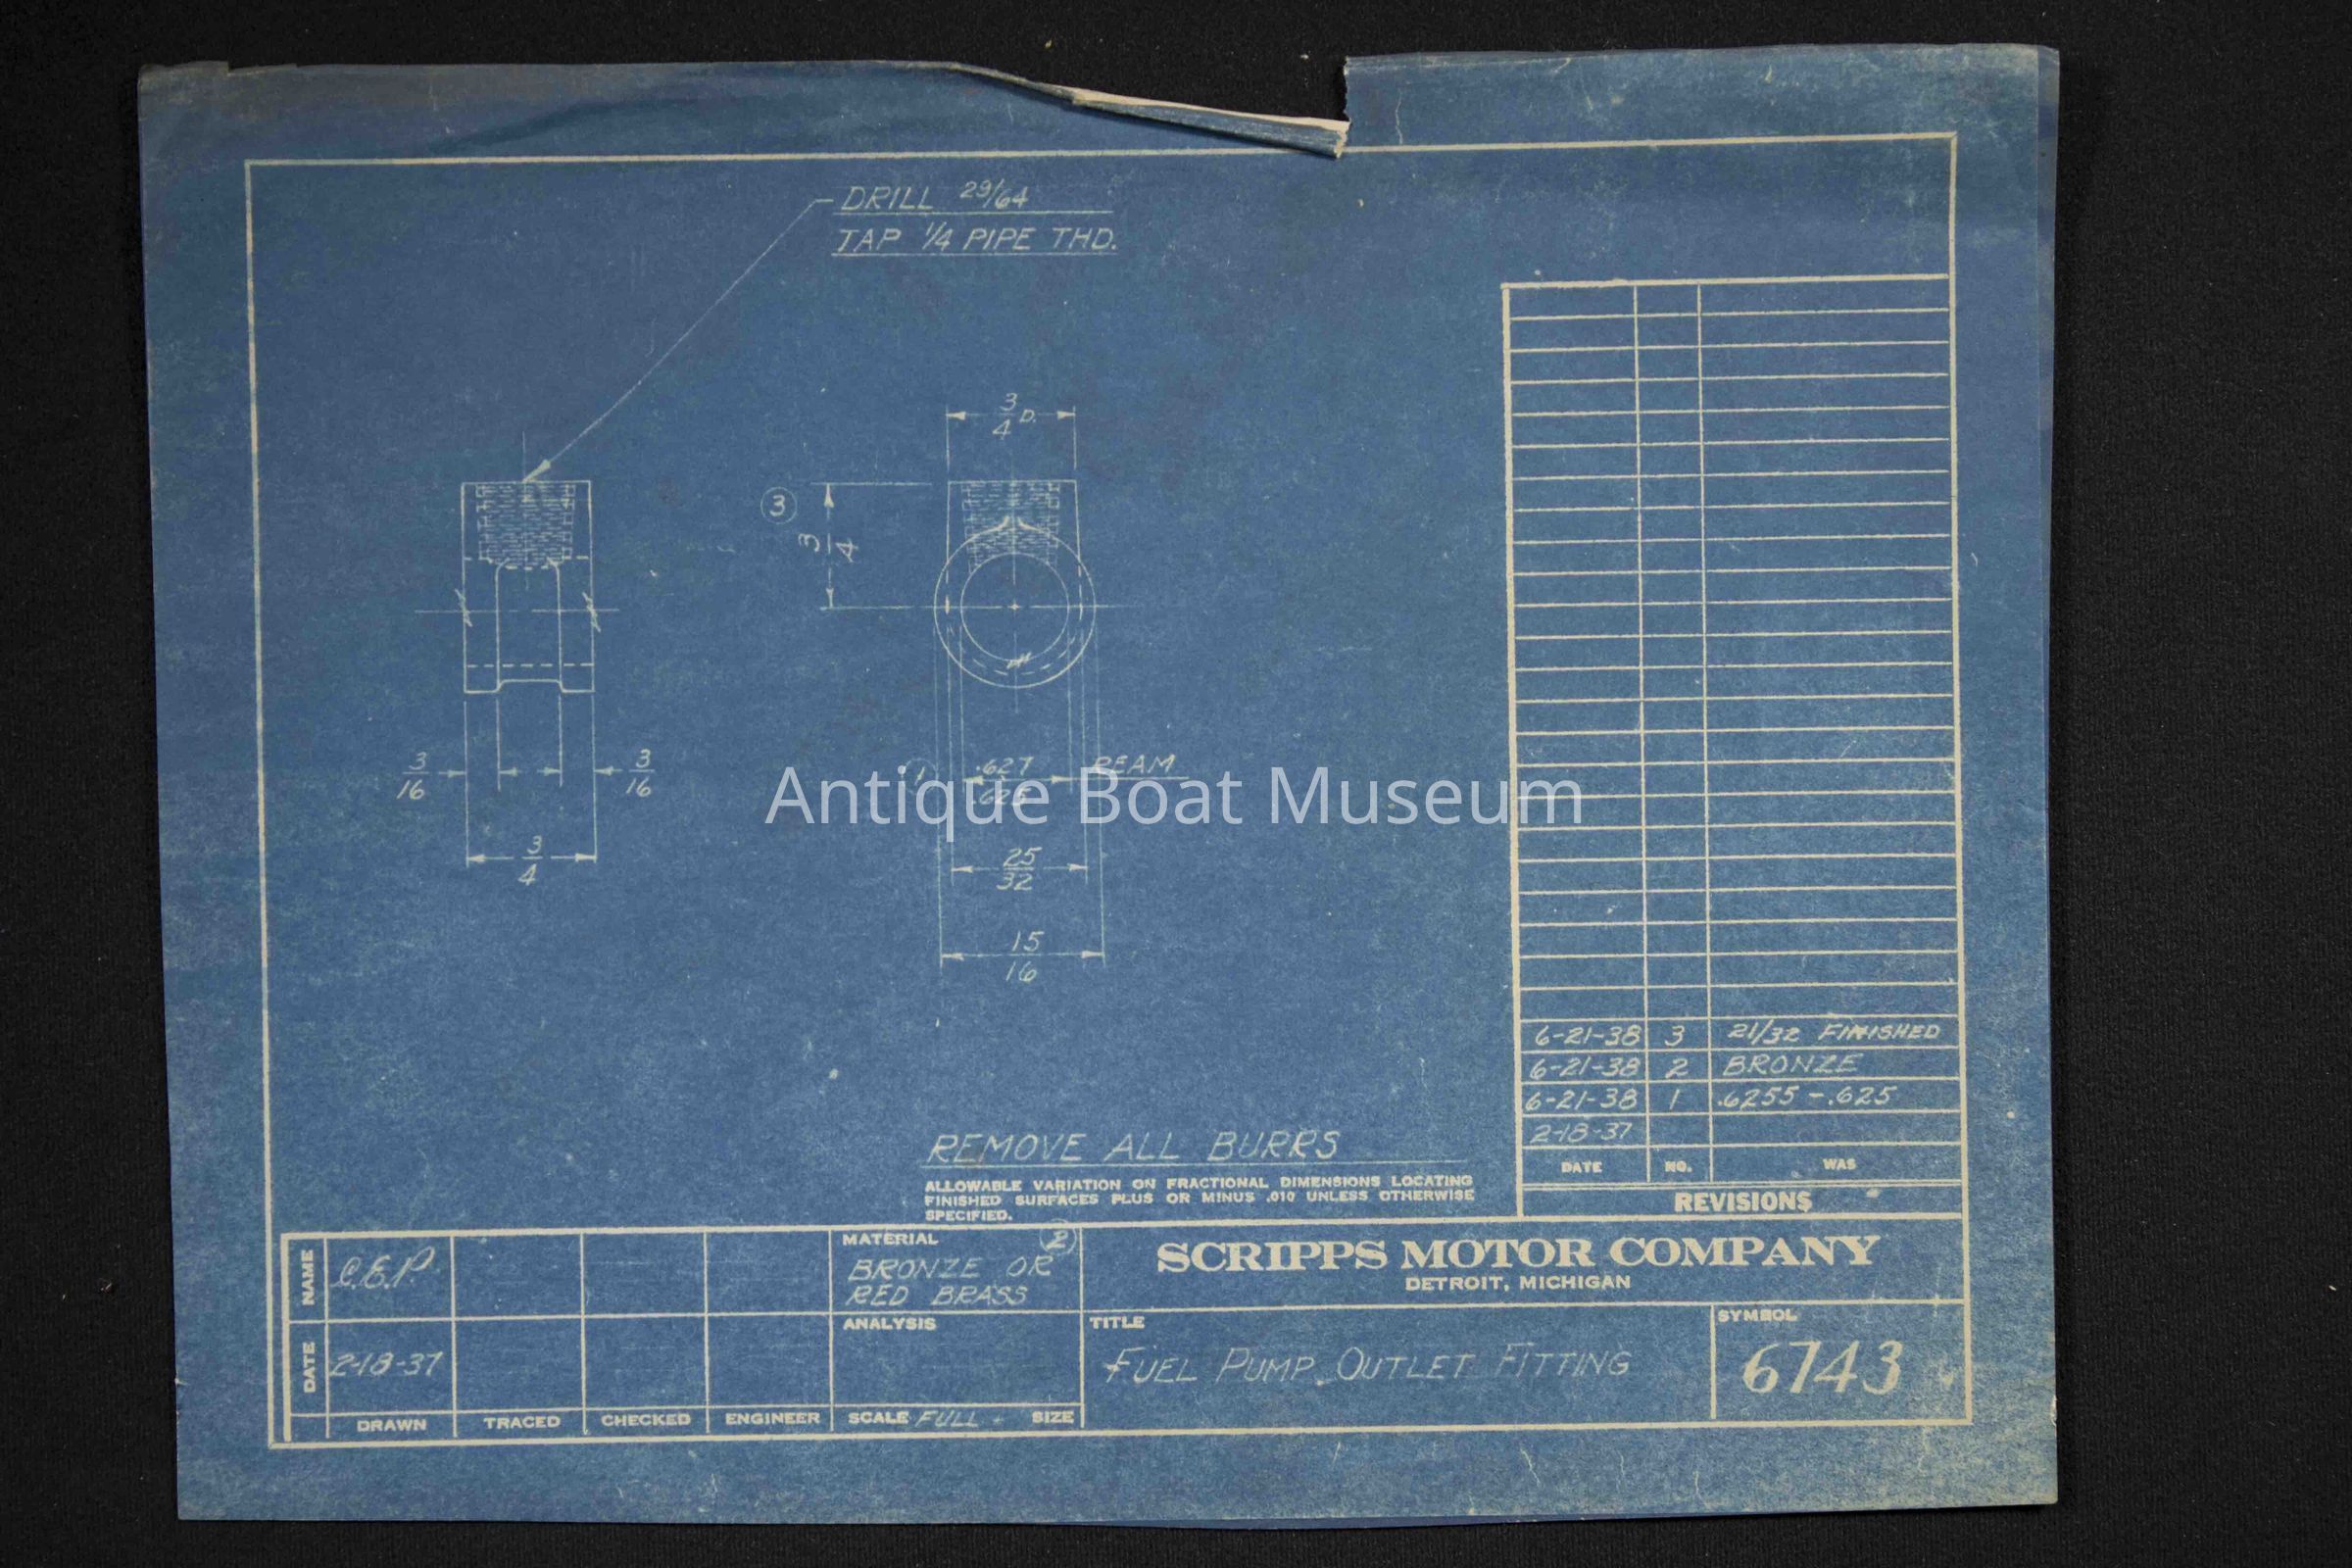 DRILL 29/64
TAP 1/4 PIPE THD.
3/4 D.
3
3/4
3/16
3/16
3/4
1
.627
.625
REAM
25/32
15/16
Antique Boat Museum
REMOVE ALL BURRS
ALLOWABLE VARIATION ON FRACTIONAL DIMENSIONS LOCATING
FINISHED SURFACES PLUS OR MINUS .010 UNLESS OTHERWISE
SPECIFIED.
6-21-38 3 21/32 FINISHED
6-21-38 2 BRONZE
6-21-38 1 .6255-.625
2-18-37
DATE NO. WAS
REVISIONS
NAME C.E.P.
DATE 2-18-37
DRAWN TRACED CHECKED ENGINEER
MATERIAL 2
BRONZE OR
RED BRASS
ANALYSIS
SCALE FULL SIZE
SCRIPPS MOTOR COMPANY
DETROIT, MICHIGAN
TITLE
FUEL PUMP OUTLET FITTING
SYMBOL
6743